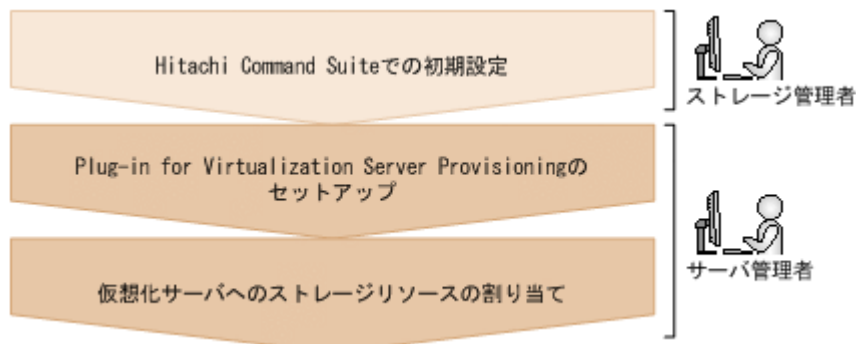 Hitachi Command Suiteでの初期設定
ストレージ管理者
Plug-in for Virtualization Server Provisioningの
セットアップ
仮想化サーバへのストレージリソースの割り当て
サーバ管理者